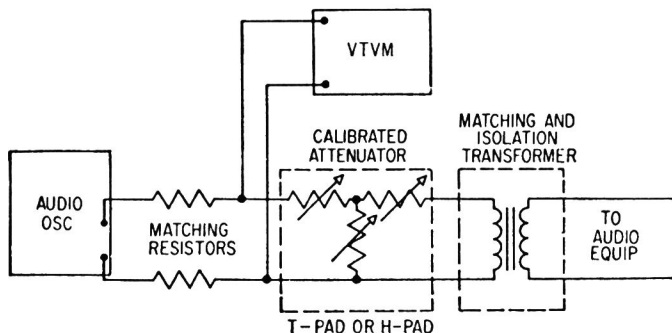 VTVM
CALIBRATED
ATTENUATOR
MATCHING AND
ISOLATION
TRANSFORMER
AUDIO
OSC
MATCHING
RESISTORS
TO
AUDIO
EQUIP
T-PAD OR H-PAD